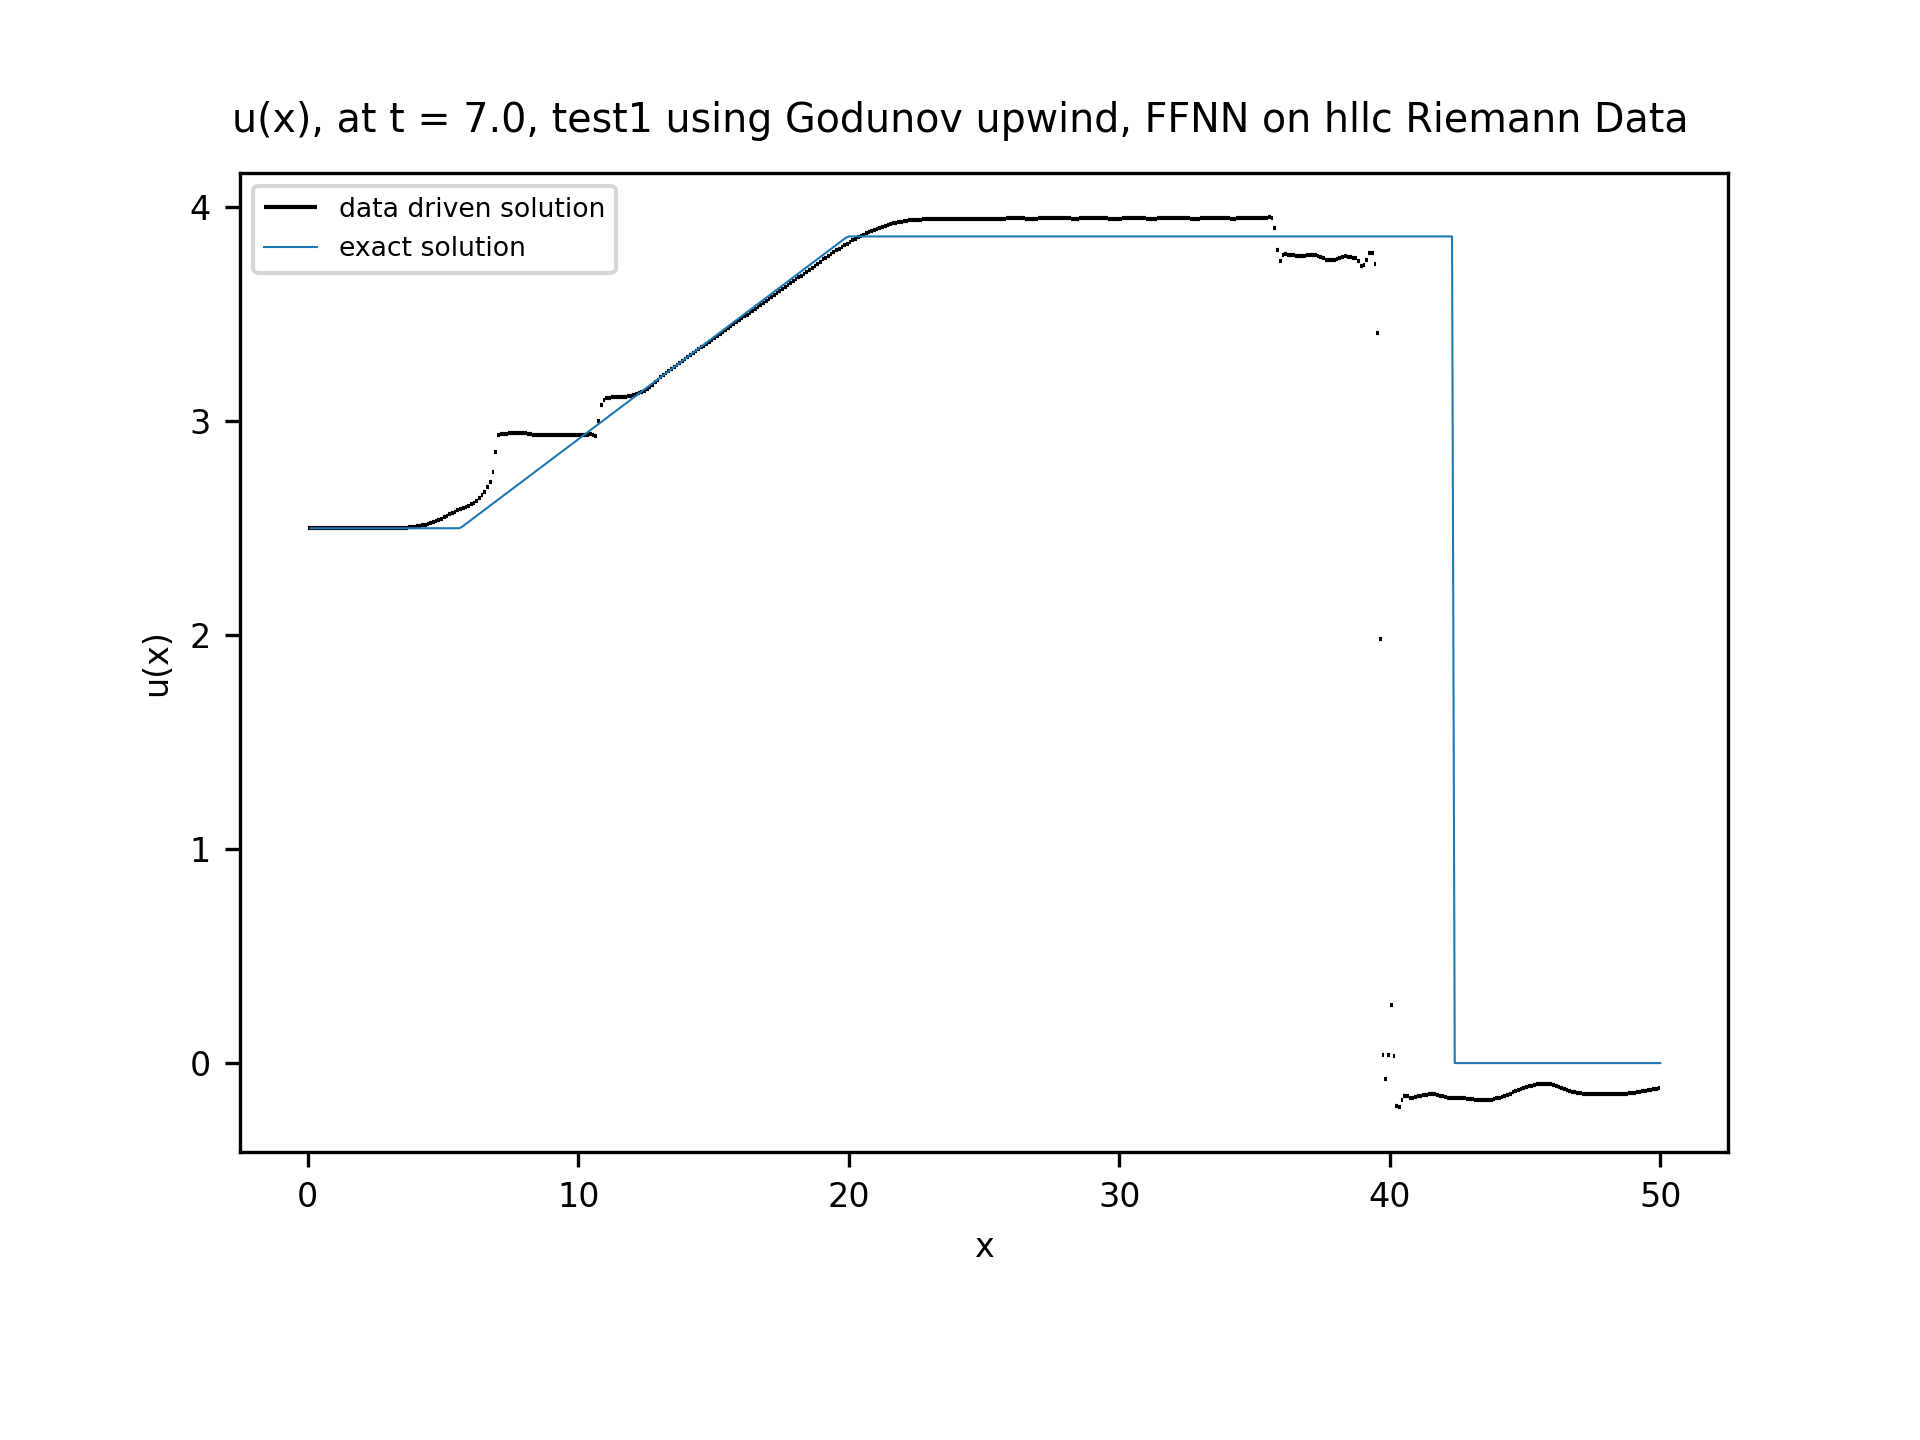 u(x), at t = 7.0, test1 using Godunov upwind, FFNN on hllc Riemann Data
data driven solution
exact solution
4
3
2
1
0
u(x)
0 10 20 30 40 50
x